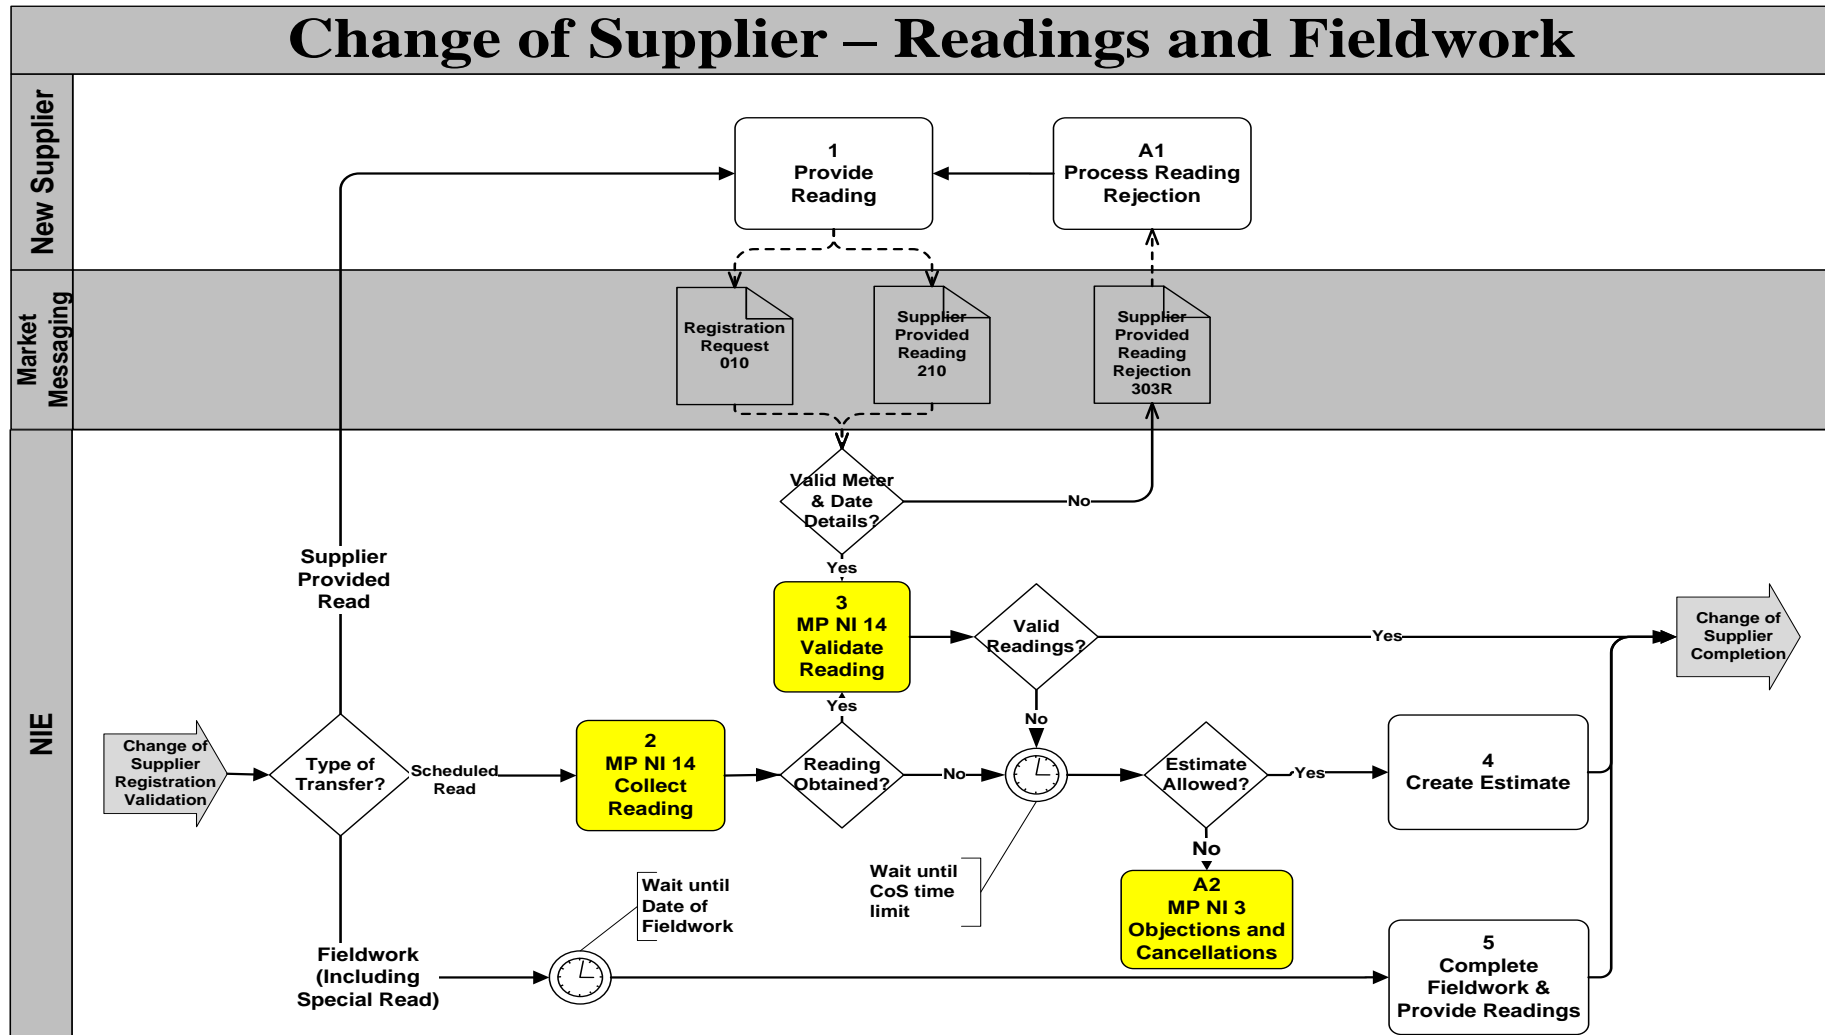 Change of Supplier – Readings and Fieldwork
New Supplier
1
Provide
Reading
A1
Process Reading
Rejection
Market
Messaging
Registration
Request
010
Supplier
Provided
Reading
210
Supplier
Provided
Reading
Rejection
303R
NIE
Valid Meter
& Date
Details?
No
Yes
Supplier
Provided
Read
3
MP NI 14
Validate
Reading
Valid
Readings?
Yes
Change of
Supplier
Completion
Yes
No
Change of
Supplier
Registration
Validation
Type of
Transfer?
Scheduled
Read
2
MP NI 14
Collect
Reading
Reading
Obtained?
No
Estimate
Allowed?
Yes
4
Create Estimate
No
Wait until
Date of
Fieldwork
Wait until
CoS time
limit
A2
MP NI 3
Objections and
Cancellations
Fieldwork
(Including
Special Read)
5
Complete
Fieldwork &
Provide Readings